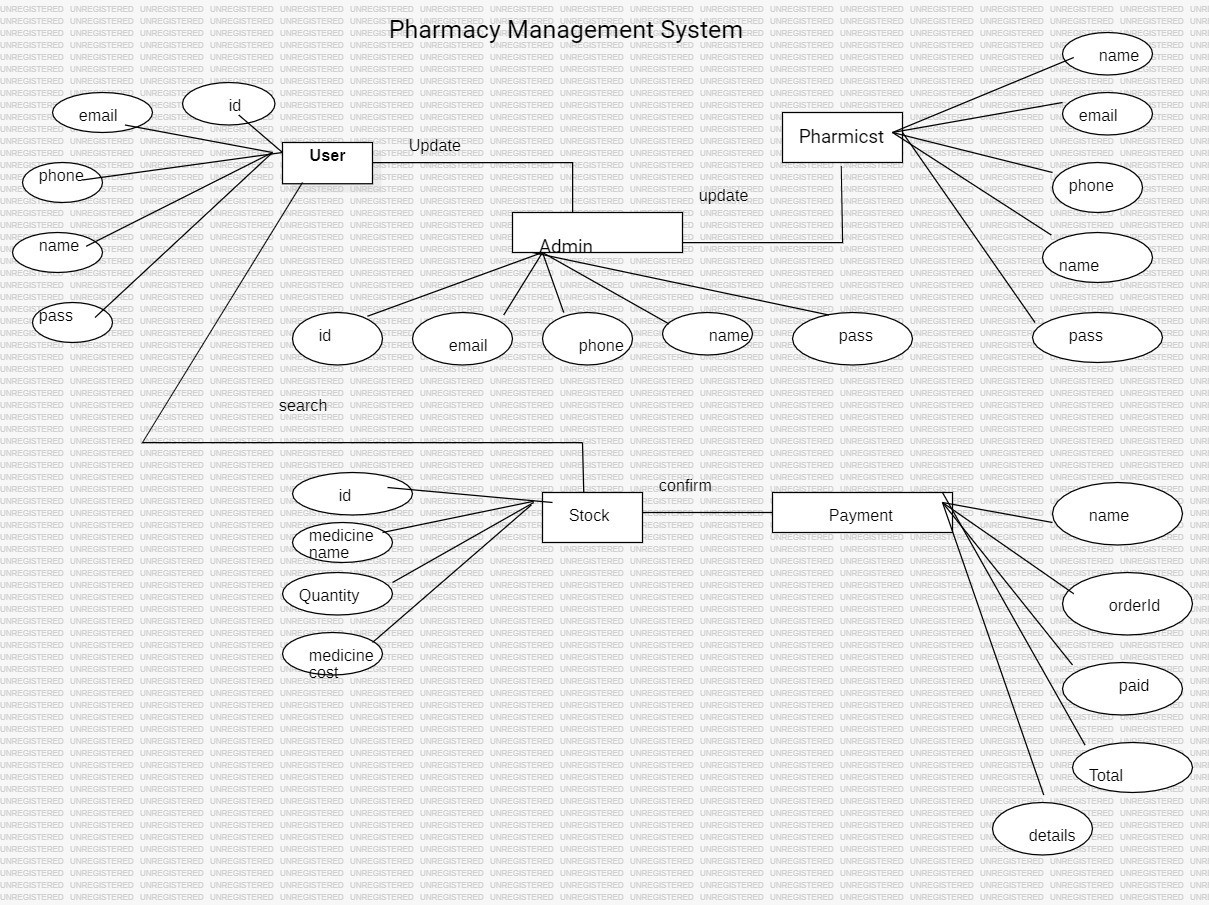 Pharmacy Management System
name
email
id
email
Pharmicst
User
Update
phone
phone
update
name
Admin
name
pass
id
email
phone
name
pass
pass
search
id
confirm
medicine
name
Stock
Payment
name
Quantity
orderId
medicine
cost
paid
Total
details
UNREGISTERED